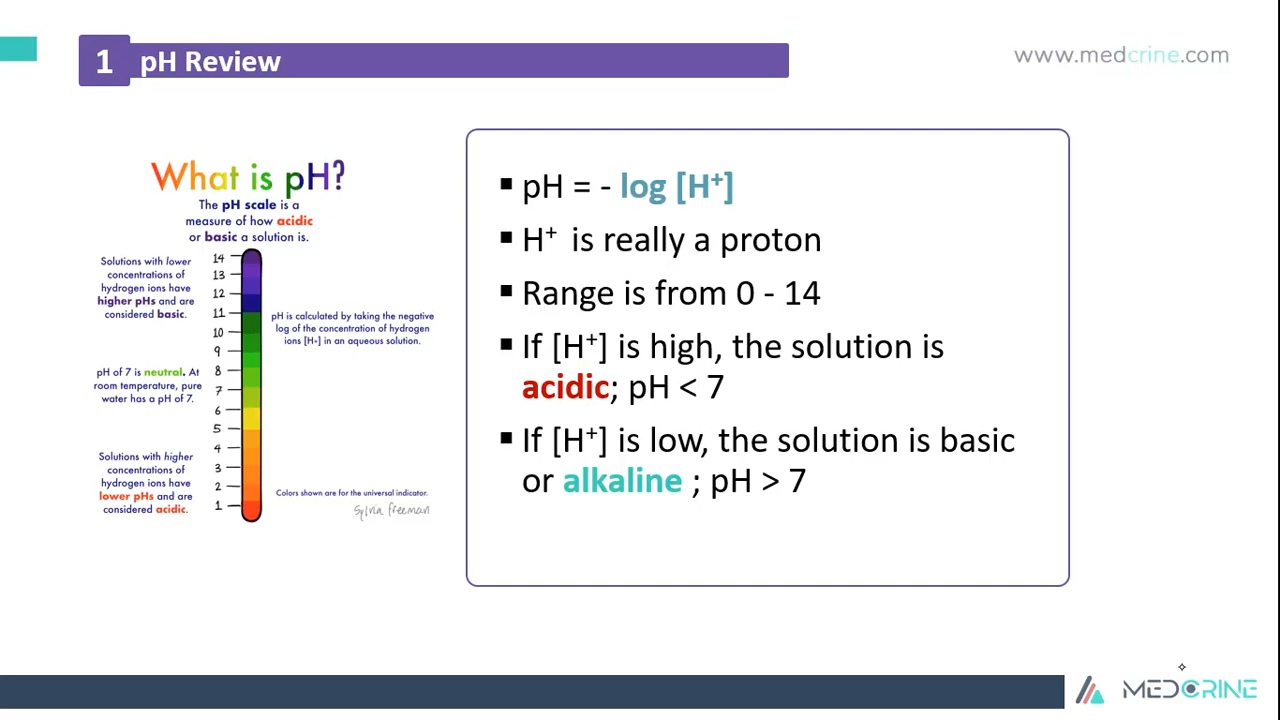 1 pH Review
www.medcrine.com
What is pH?
The pH scale is a
measure of how acidic
or basic a solution is.
Solutions with lower
concentrations of
hydrogen ions have
higher pHs and are
considered basic.
pH of 7 is neutral. At
room temperature, pure
water has a pH of 7.
Solutions with higher
concentrations of
hydrogen ions have
lower pHs and are
considered acidic.
14
13
12
11
10
9
8
7
6
5
4
3
2
1
pH is calculated by taking the negative
log of the concentration of hydrogen
ions [H+] in an aqueous solution.
Colors shown are for the universal indicator.
Sylvia freeman
▪ pH = - log [H⁺]
▪ H⁺ is really a proton
▪ Range is from 0 - 14
▪ If [H⁺] is high, the solution is
acidic; pH < 7
▪ If [H⁺] is low, the solution is basic
or alkaline ; pH > 7
MEDCRINE